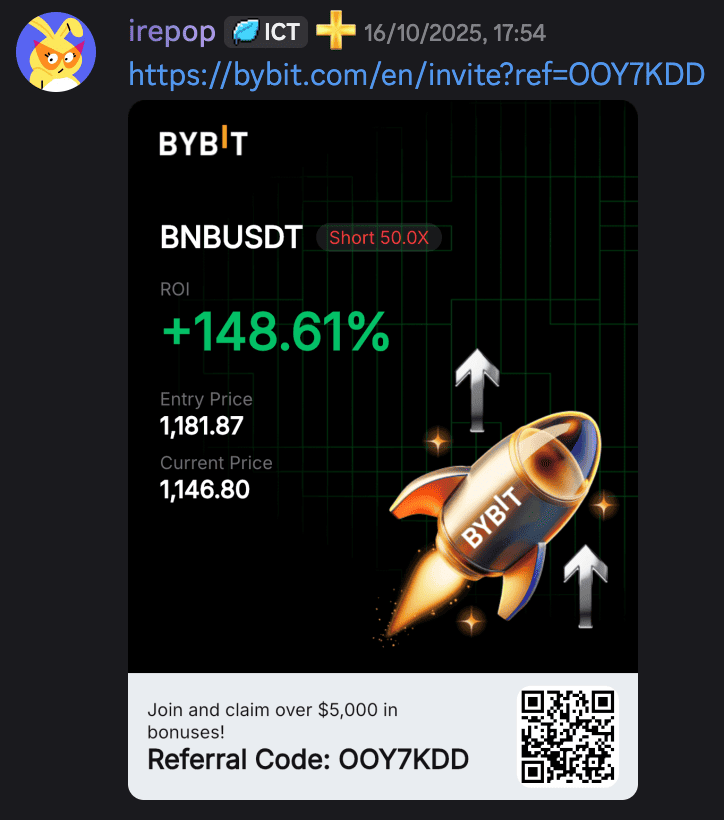 irepop ICT 16/10/2025, 17:54
https://bybit.com/en/invite?ref=OOY7KDD
BYBIT
BNBUSDT Short 50.0X
ROI
+148.61%
Entry Price
1,181.87
Current Price
1,146.80
BYBIT
Join and claim over $5,000 in
bonuses!
Referral Code: OOY7KDD